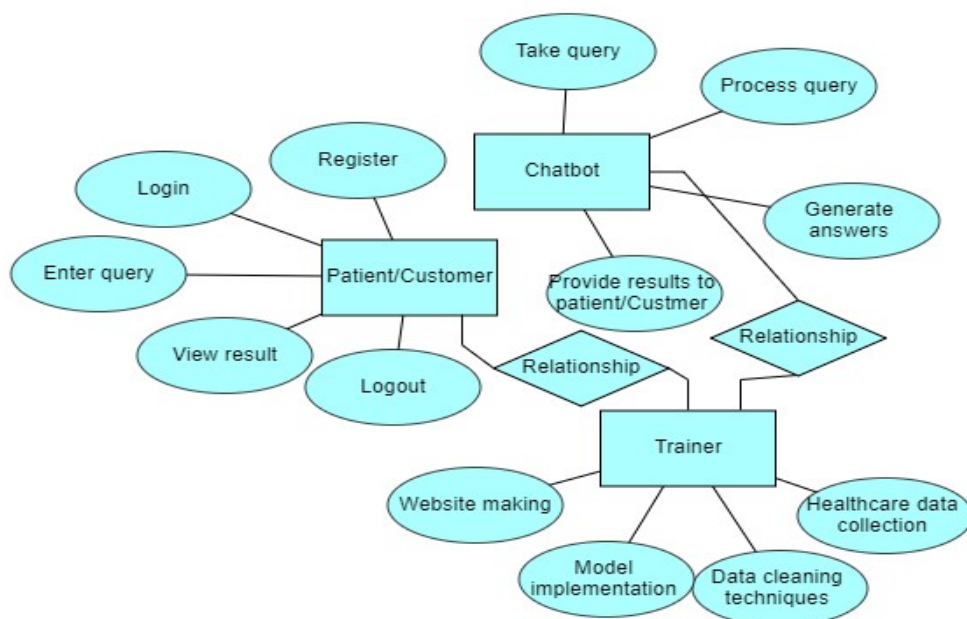 Take query
Process query
Chatbot
Register
Login
Generate
answers
Enter query
Patient/Customer
Provide results to
patient/Custmer
Relationship
View result
Relationship
Logout
Trainer
Website making
Healthcare data
collection
Model
implementation
Data cleaning
techniques